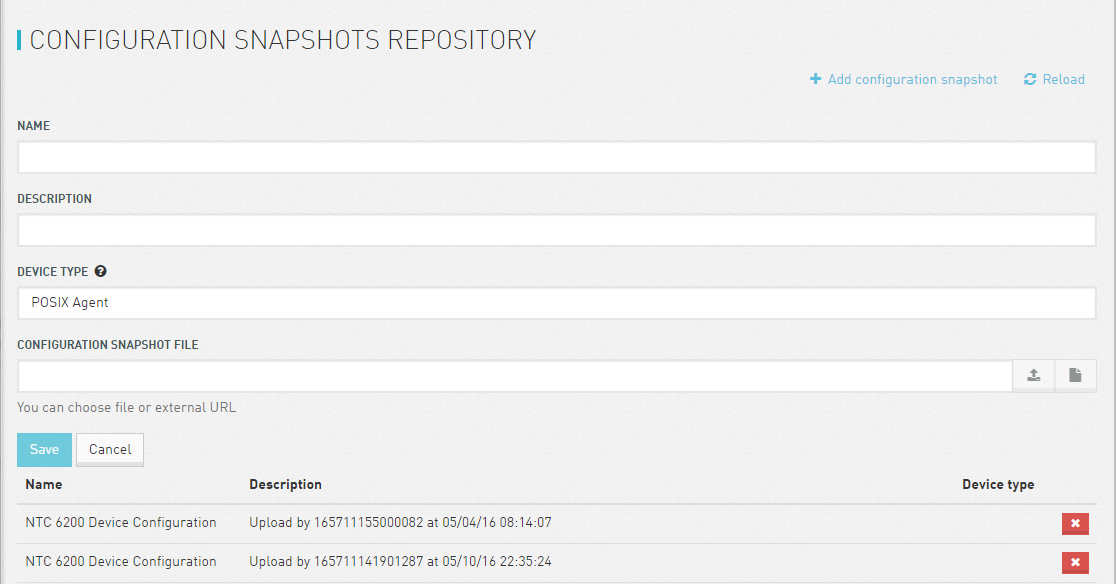 CONFIGURATION SNAPSHOTS REPOSITORY
Add configuration snapshot Reload
NAME
DESCRIPTION
DEVICE TYPE ?
POSIX Agent
CONFIGURATION SNAPSHOT FILE
You can choose file or external URL
Save Cancel
Name Description Device type
NTC 6200 Device Configuration Upload by 165711155000082 at 05/04/16 08:14:07
NTC 6200 Device Configuration Upload by 165711141901287 at 05/10/16 22:35:24